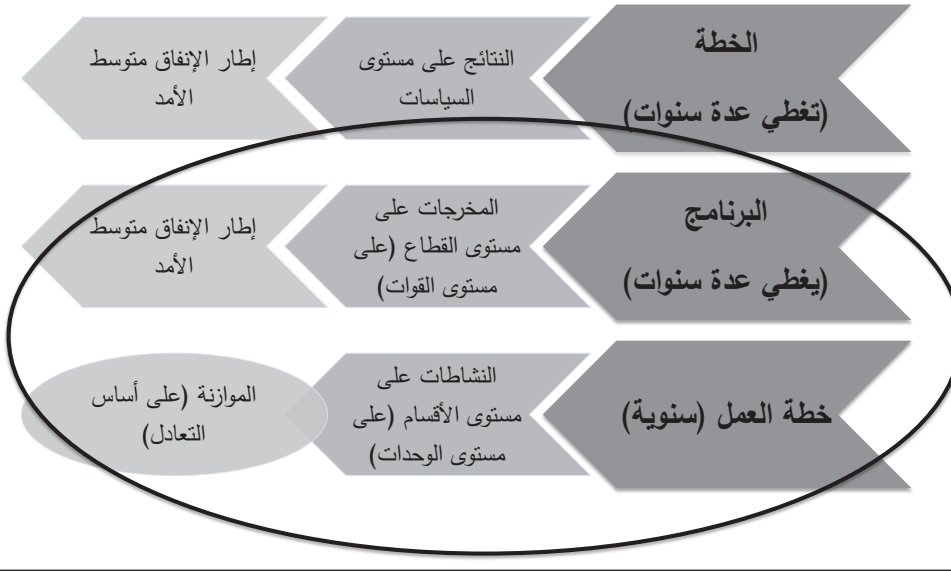 الخطة
(تغطي عدة سنوات)
النتائج على مستوى
السياسات
إطار الإنفاق متوسط
الأمد
البرنامج
(يغطي عدة سنوات)
المخرجات على
مستوى القطاع (على
مستوى القوات)
إطار الإنفاق متوسط
الأمد
خطة العمل (سنوية)
النشاطات على
مستوى الأقسام (على
مستوى الوحدات)
الموازنة (على أساس
التعادل)